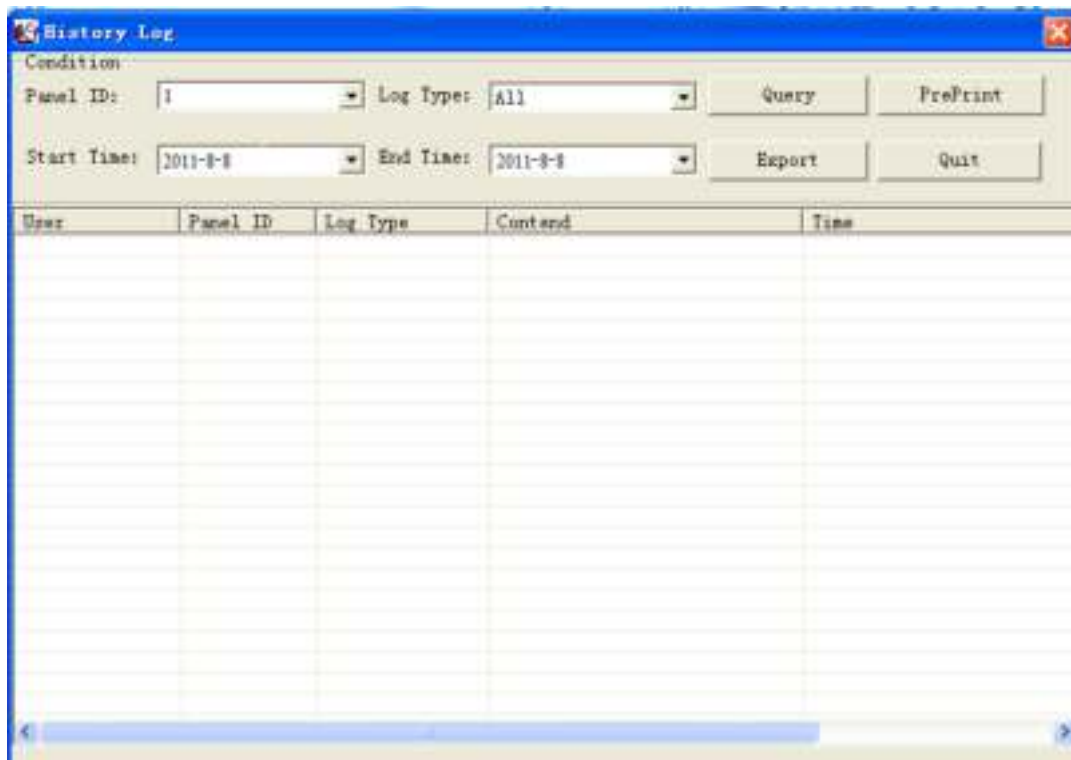 History Log
Condition
Panel ID: 1 Log Type: All Query PrePrint
Start Time: 2011-8-8 End Time: 2011-8-8 Export Quit
User Panel ID Log Type Contend Time